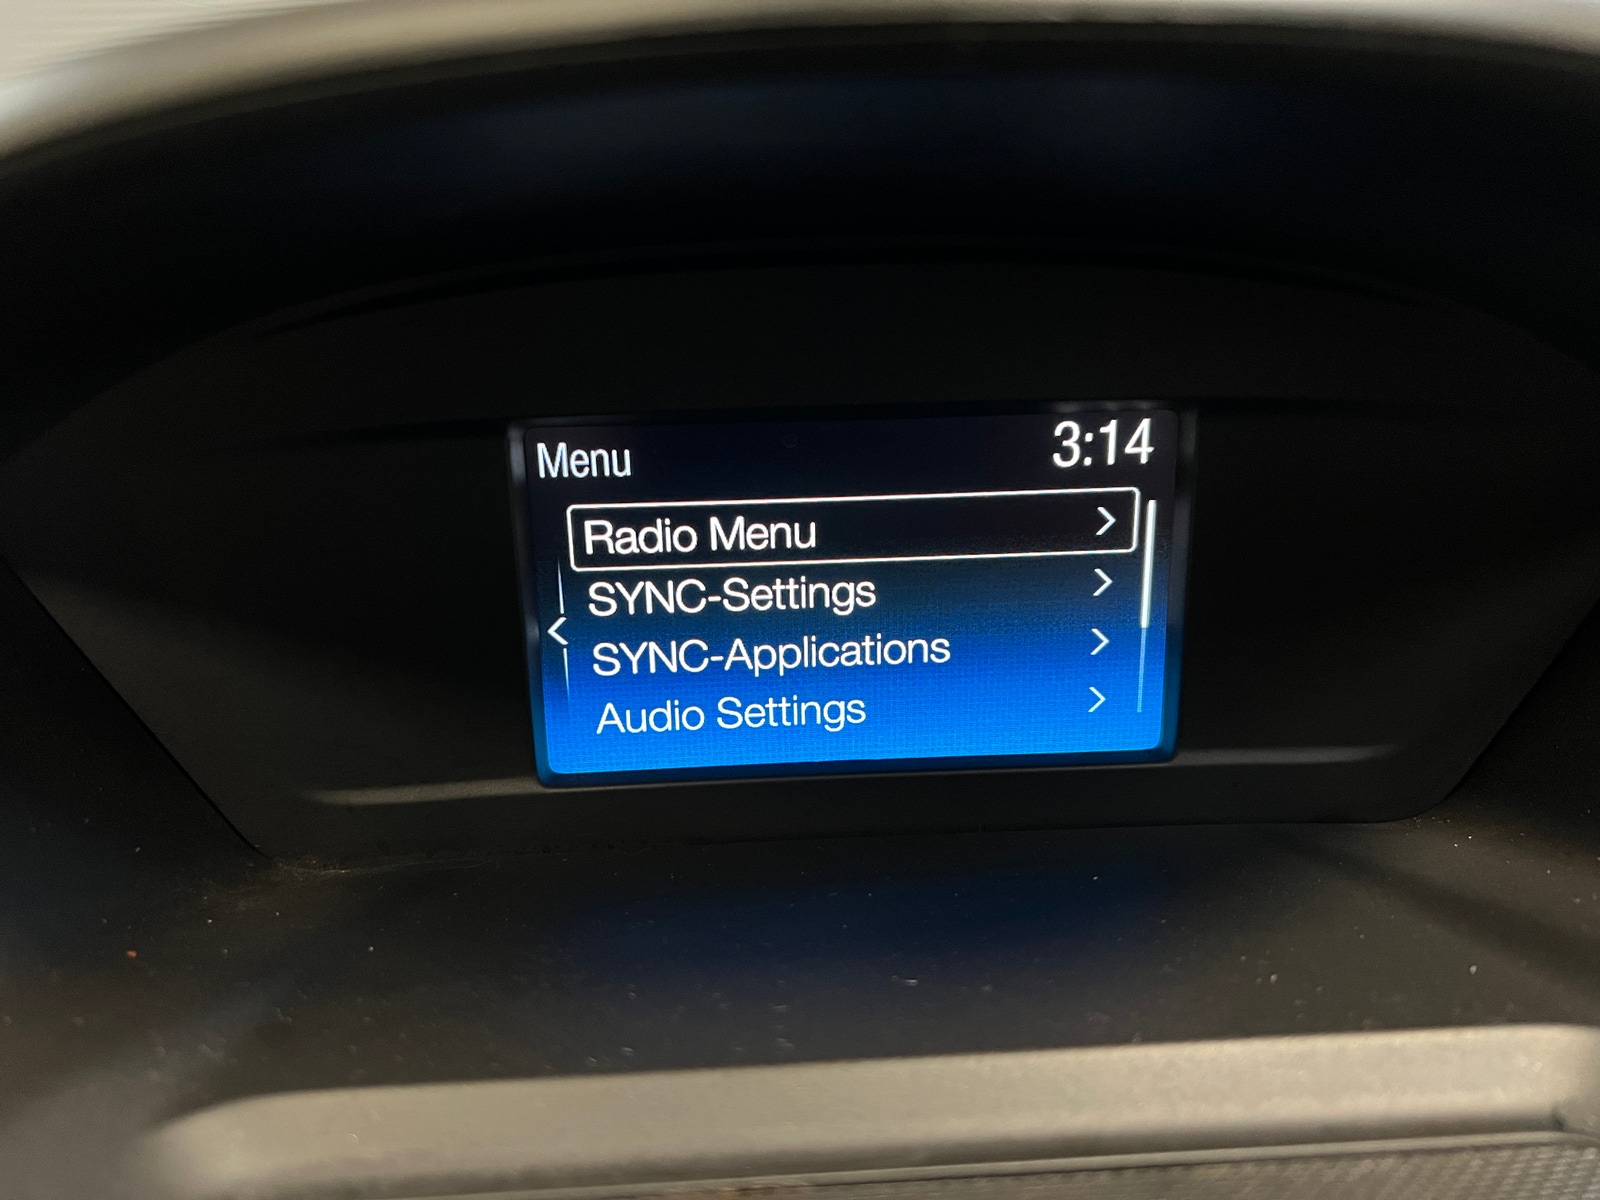 Menu 3:14
Radio Menu
SYNC-Settings
SYNC-Applications
Audio Settings